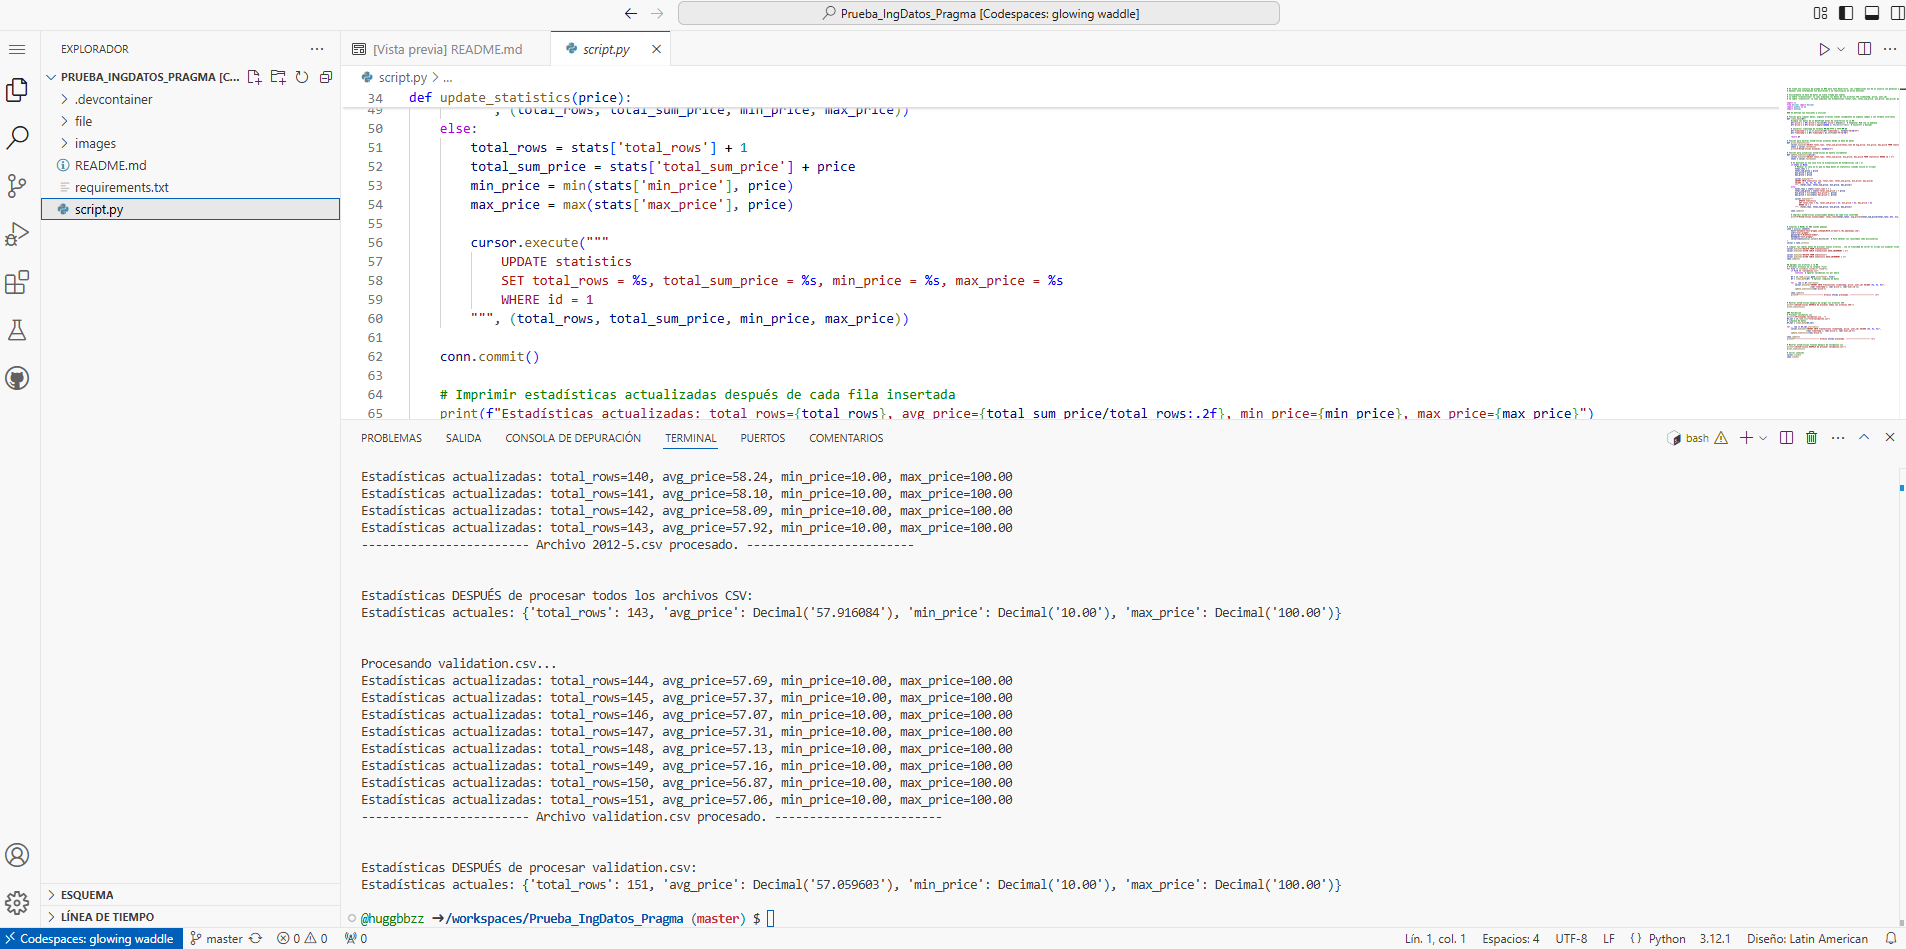 Prueba_IngDatos_Pragma [Codespaces: glowing waddle]
EXPLORADOR
PRUEBA_INGDATOS_PRAGMA [C...
.devcontainer
file
images
README.md
requirements.txt
script.py
ESQUEMA
LÍNEA DE TIEMPO
[Vista previa] README.md
script.py
script.py > ...
34 def update_statistics(price):
49 """, (total_rows, total_sum_price, min_price, max_price))
50 else:
51 total_rows = stats['total_rows'] + 1
52 total_sum_price = stats['total_sum_price'] + price
53 min_price = min(stats['min_price'], price)
54 max_price = max(stats['max_price'], price)
55
56 cursor.execute("""
57 UPDATE statistics
58 SET total_rows = %s, total_sum_price = %s, min_price = %s, max_price = %s
59 WHERE id = 1
60 """, (total_rows, total_sum_price, min_price, max_price))
61
62 conn.commit()
63
64 # Imprimir estadísticas actualizadas después de cada fila insertada
65 print(f"Estadísticas actualizadas: total_rows={total_rows}, avg_price={total_sum_price/total_rows:.2f}, min_price={min_price}, max_price={max_price}")
PROBLEMAS SALIDA CONSOLA DE DEPURACIÓN TERMINAL PUERTOS COMENTARIOS
bash
Estadísticas actualizadas: total_rows=140, avg_price=58.24, min_price=10.00, max_price=100.00
Estadísticas actualizadas: total_rows=141, avg_price=58.10, min_price=10.00, max_price=100.00
Estadísticas actualizadas: total_rows=142, avg_price=58.09, min_price=10.00, max_price=100.00
Estadísticas actualizadas: total_rows=143, avg_price=57.92, min_price=10.00, max_price=100.00
------------------------ Archivo 2012-5.csv procesado. ------------------------
Estadísticas DESPUÉS de procesar todos los archivos CSV:
Estadísticas actuales: {'total_rows': 143, 'avg_price': Decimal('57.916084'), 'min_price': Decimal('10.00'), 'max_price': Decimal('100.00')}
Procesando validation.csv...
Estadísticas actualizadas: total_rows=144, avg_price=57.69, min_price=10.00, max_price=100.00
Estadísticas actualizadas: total_rows=145, avg_price=57.37, min_price=10.00, max_price=100.00
Estadísticas actualizadas: total_rows=146, avg_price=57.07, min_price=10.00, max_price=100.00
Estadísticas actualizadas: total_rows=147, avg_price=57.31, min_price=10.00, max_price=100.00
Estadísticas actualizadas: total_rows=148, avg_price=57.13, min_price=10.00, max_price=100.00
Estadísticas actualizadas: total_rows=149, avg_price=57.16, min_price=10.00, max_price=100.00
Estadísticas actualizadas: total_rows=150, avg_price=56.87, min_price=10.00, max_price=100.00
Estadísticas actualizadas: total_rows=151, avg_price=57.06, min_price=10.00, max_price=100.00
------------------------ Archivo validation.csv procesado. ------------------------
Estadísticas DESPUÉS de procesar validation.csv:
Estadísticas actuales: {'total_rows': 151, 'avg_price': Decimal('57.059603'), 'min_price': Decimal('10.00'), 'max_price': Decimal('100.00')}
@huggbbzz →/workspaces/Prueba_IngDatos_Pragma (master) $
Codespaces: glowing waddle master 0 0 0 Lín. 1, col. 1 Espacios: 4 UTF-8 LF {} Python 3.12.1 Diseño: Latin American